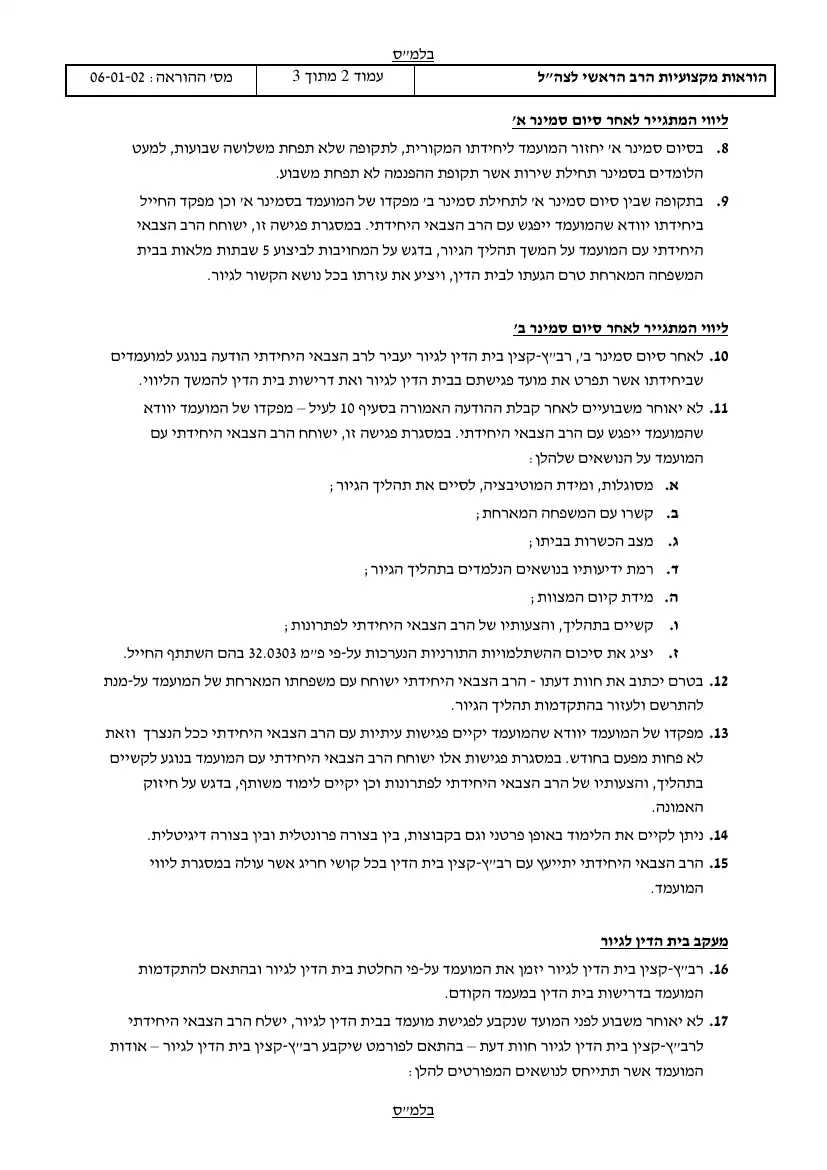 בלמ"ס
הוראות מקצועיות הרב הראשי לצה"ל עמוד 2 מתוך 3 מס' ההוראה: 06-01-02
ליווי המתגייר לאחר סיום סמינר א'
8. בסיום סמינר א' יחזור המועמד ליחידתו המקורית, לתקופה שלא תפחת משלושה שבועות, למעט
הלומדים בסמינר תחילת שירות אשר תקופת ההפנמה לא תפחת משבוע.
9. בתקופה שבין סיום סמינר א' לתחילת סמינר ב' מפקדו של המועמד בסמינר א' וכן מפקד החייל
ביחידתו יוודא שהמועמד ייפגש עם הרב הצבאי היחידתי. במסגרת פגישה זו, ישוחח הרב הצבאי
היחידתי עם המועמד על המשך תהליך הגיור, בדגש על המחויבות לביצוע 5 שבתות מלאות בבית
המשפחה המארחת טרם הגעתו לבית הדין, ויציע את עזרתו בכל נושא הקשור לגיור.
ליווי המתגייר לאחר סיום סמינר ב'
10. לאחר סיום סמינר ב', רב"ץ-קצין בית הדין לגיור יעביר לרב הצבאי היחידתי הודעה בנוגע למועמדים
שביחידתו אשר תפרט את מועד פגישתם בבית הדין לגיור ואת דרישות בית הדין להמשך הליווי.
11. לא יאוחר משבועיים לאחר קבלת ההודעה האמורה בסעיף 10 לעיל – מפקדו של המועמד יוודא
שהמועמד ייפגש עם הרב הצבאי היחידתי. במסגרת פגישה זו, ישוחח הרב הצבאי היחידתי עם
המועמד על הנושאים שלהלן:
א. מסוגלות, ומידת המוטיבציה, לסיים את תהליך הגיור;
ב. קשרו עם המשפחה המארחת;
ג. מצב הכשרות בביתו;
ד. רמת ידיעותיו בנושאים הנלמדים בתהליך הגיור;
ה. מידת קיום המצוות;
ו. קשיים בתהליך, והצעותיו של הרב הצבאי היחידתי לפתרונות;
ז. יציג את סיכום ההשתלמויות התורניות הנערכות על-פי פ"מ 32.0303 בהם השתתף החייל.
12. בטרם יכתוב את חוות דעתו - הרב הצבאי היחידתי ישוחח עם משפחתו המארחת של המועמד על-מנת
להתרשם ולעזור בהתקדמות תהליך הגיור.
13. מפקדו של המועמד יוודא שהמועמד יקיים פגישות עיתיות עם הרב הצבאי היחידתי ככל הנצרך וזאת
לא פחות מפעם בחודש. במסגרת פגישות אלו ישוחח הרב הצבאי היחידתי עם המועמד בנוגע לקשיים
בתהליך, והצעותיו של הרב הצבאי היחידתי לפתרונות וכן יקיים לימוד משותף, בדגש על חיזוק
האמונה.
14. ניתן לקיים את הלימוד באופן פרטני וגם בקבוצות, בין בצורה פרונטלית ובין בצורה דיגיטלית.
15. הרב הצבאי היחידתי יתייעץ עם רב"ץ-קצין בית הדין בכל קושי חריג אשר עולה במסגרת ליווי
המועמד.
מעקב בית הדין לגיור
16. רב"ץ-קצין בית הדין לגיור יזמן את המועמד על-פי החלטת בית הדין לגיור ובהתאם להתקדמות
המועמד בדרישות בית הדין במעמד הקודם.
17. לא יאוחר משבוע לפני המועד שנקבע לפגישת מועמד בבית הדין לגיור, ישלח הרב הצבאי היחידתי
לרב"ץ-קצין בית הדין לגיור חוות דעת – בהתאם לפורמט שיקבע רב"ץ-קצין בית הדין לגיור – אודות
המועמד אשר תתייחס לנושאים המפורטים להלן:
בלמ"ס